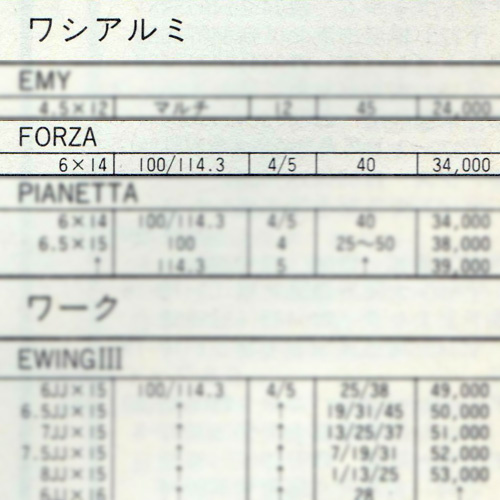 ワシアルミ
EMY
4.5×12 マルチ 12 45 24,000
FORZA
6×14 100/114.3 4/5 40 34,000
PIANETTA
6×14 100/114.3 4/5 40 34,000
6.5×15 100 4 25〜50 38,000
↑ 114.3 5 ↑ 39,000
ワーク
EWINGIII
6JJ×15 100/114.3 4/5 25/38 49,000
6.5JJ×15 ↑ ↑ 19/31/45 50,000
7JJ×15 ↑ ↑ 13/25/37 51,000
7.5JJ×15 ↑ ↑ 7/19/31 52,000
8JJ×15 ↑ ↑ 1/13/25 53,000
6JJ×16 ↑ ↑ 28 ↑